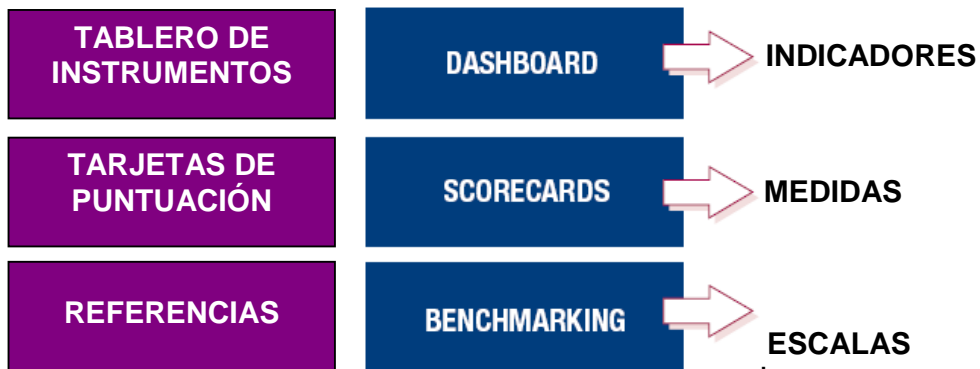 TABLERO DE
INSTRUMENTOS
DASHBOARD
INDICADORES
TARJETAS DE
PUNTUACIÓN
SCORECARDS
MEDIDAS
REFERENCIAS
BENCHMARKING
ESCALAS